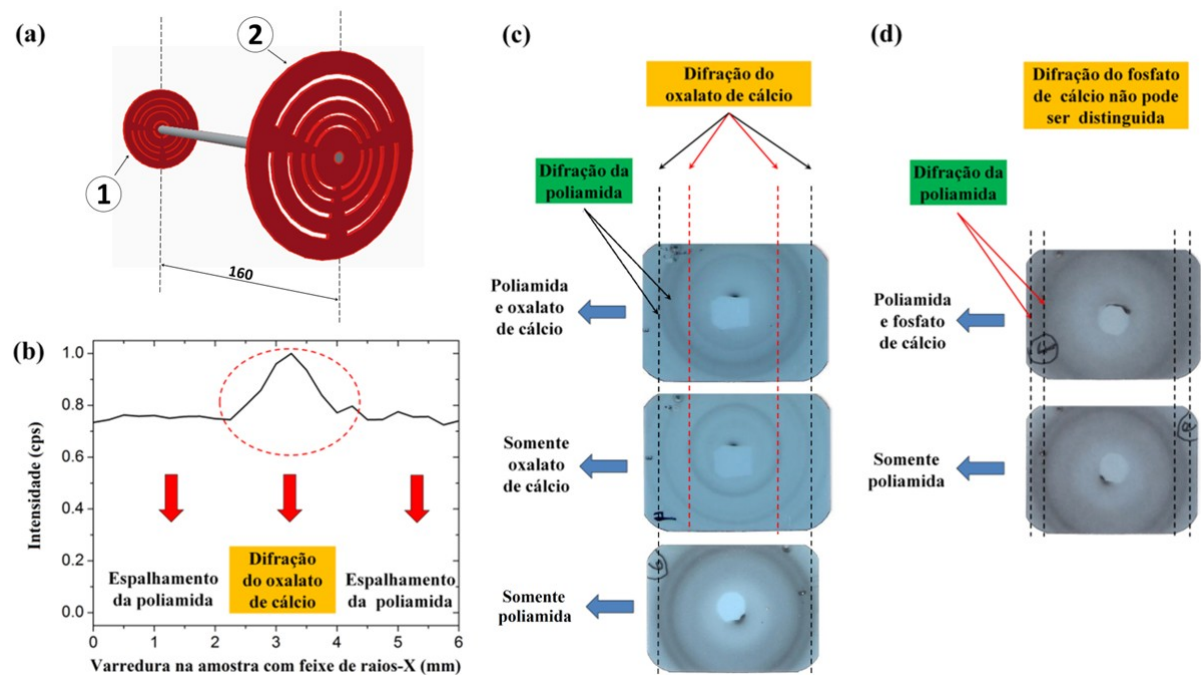 (a)
1
2
160
(b)
Intensidade (cps)
1.0
0.8
0.6
0.4
0.2
0.0
Espalhamento
da poliamida
Difração
do oxalato
de cálcio
Espalhamento
da poliamida
0 1 2 3 4 5 6
Varredura na amostra com feixe de raios-X (mm)
(c)
Difração do
oxalato de cálcio
Difração da
poliamida
Poliamida
e oxalato
de cálcio
Somente
oxalato
de cálcio
Somente
poliamida
(d)
Difração do fosfato
de cálcio não pode
ser distinguida
Difração da
poliamida
Poliamida
e fosfato
de cálcio
Somente
poliamida